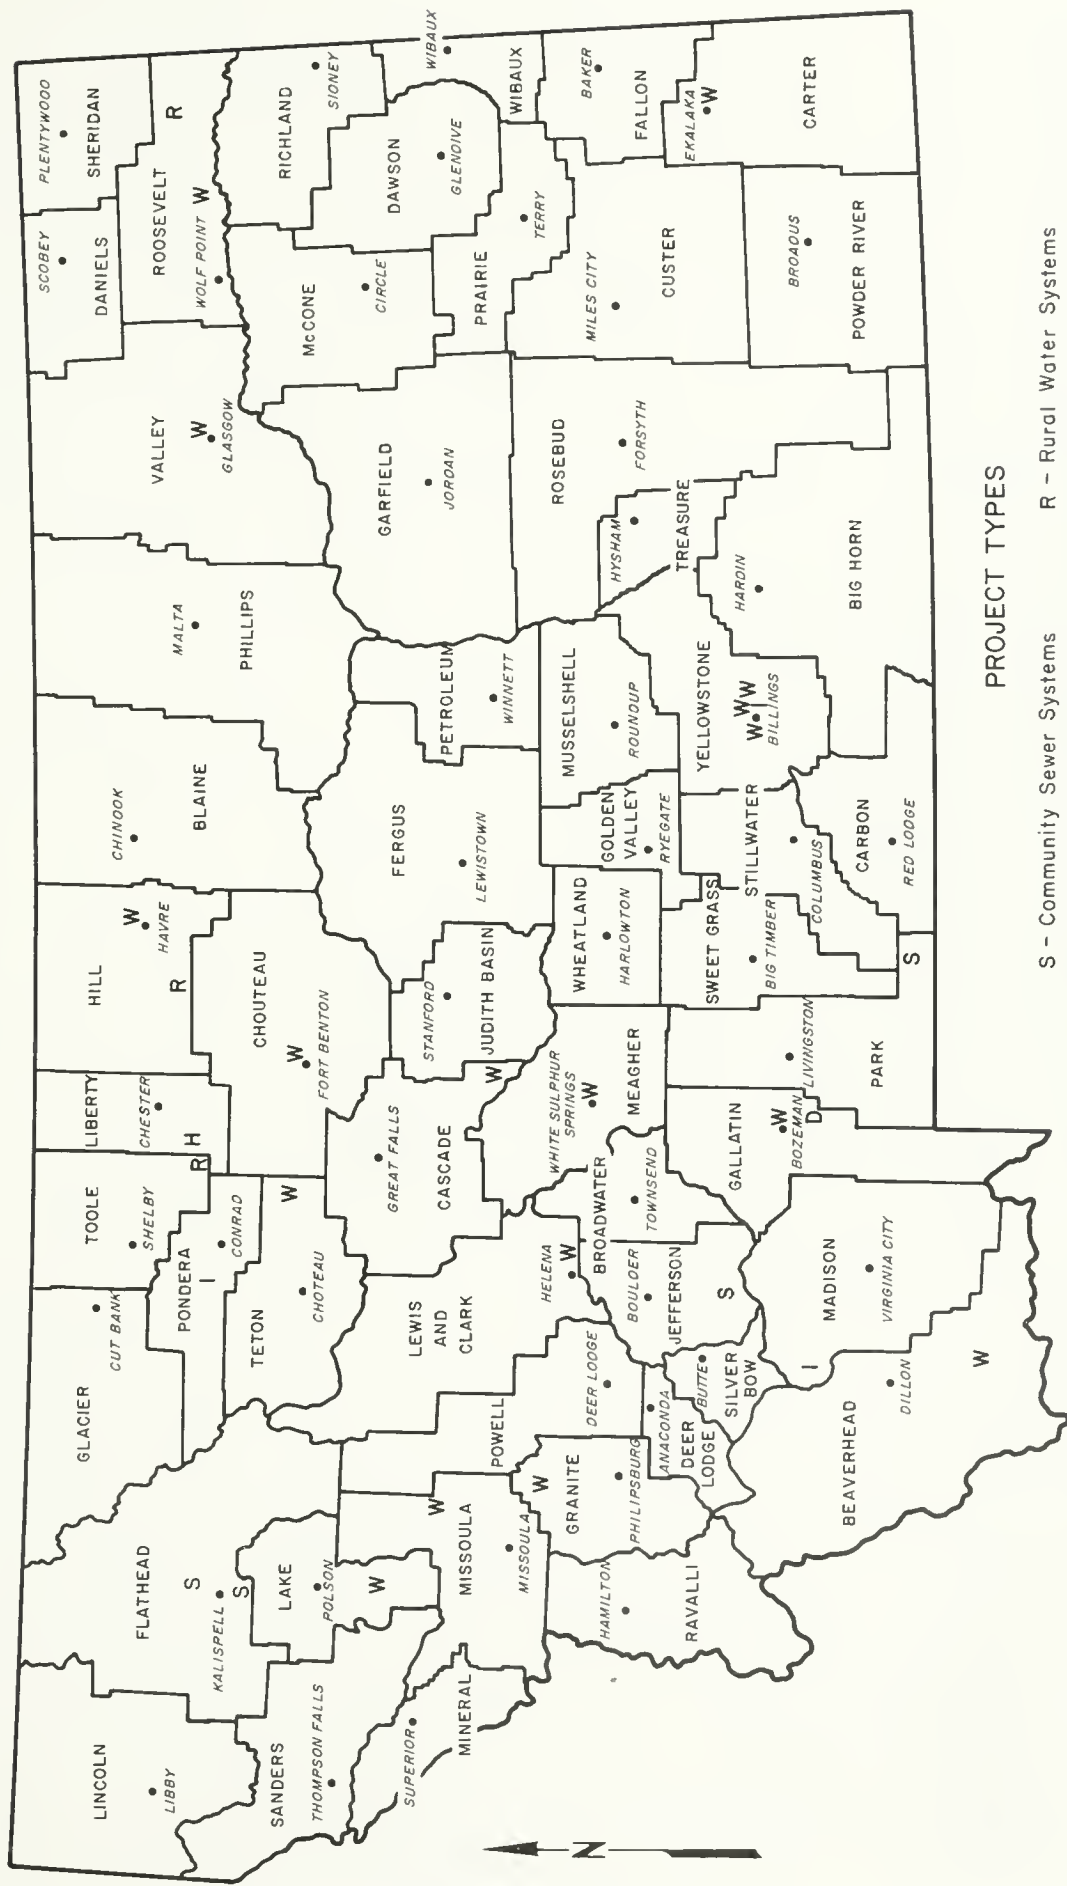 LINCOLN
LIBBY
FLATHEAD
S
KALISPELL
S
GLACIER
CUT BANK
TOOLE
SHELBY
LIBERTY
CHESTER
HILL
W
HAVRE
R
BLAINE
CHINOOK
PHILLIPS
MALTA
VALLEY
W
GLASGOW
DANIELS
SCOBEY
SHERIDAN
PLENTYWOOD
ROOSEVELT
WOLF POINT
W
R
PONDERA
CONRAD
I
R
H
SANDERS
THOMPSON FALLS
LAKE
POLSON
W
TETON
CHOTEAU
W
CHOUTEAU
W
FORT BENTON
McCONE
CIRCLE
RICHLAND
SIDNEY
SUPERIOR
MINERAL
MISSOULA
W
MISSOULA
POWELL
DEER LODGE
LEWIS
AND
CLARK
HELENA
W
CASCADE
GREAT FALLS
W
JUDITH BASIN
STANFORD
FERGUS
LEWISTOWN
PETROLEUM
WINNETT
GARFIELD
JORDAN
DAWSON
GLENDIVE
WIBAUX
WIBAUX
PRAIRIE
TERRY
GRANITE
W
PHILIPSBURG
HAMILTON
RAVALLI
ANACONDA
DEER
LODGE
BUTTE
SILVER
BOW
BOULDER
JEFFERSON
S
BROADWATER
TOWNSEND
WHITE SULPHUR
SPRINGS
W
MEAGHER
WHEATLAND
HARLOWTON
GOLDEN
VALLEY
RYEGATE
MUSSELSHELL
ROUNDUP
ROSEBUD
FORSYTH
HYSHAM
TREASURE
MILES CITY
CUSTER
BAKER
FALLON
EKALAKA
W
CARTER
GALLATIN
W
BOZEMAN
D
LIVINGSTON
PARK
SWEET GRASS
BIG TIMBER
STILLWATER
COLUMBUS
YELLOWSTONE
W
W
W
BILLINGS
HARDIN
BIG HORN
BROADUS
POWDER RIVER
BEAVERHEAD
DILLON
I
W
MADISON
VIRGINIA CITY
S
CARBON
RED LODGE
N
PROJECT TYPES
S - Community Sewer Systems
R - Rural Water Systems